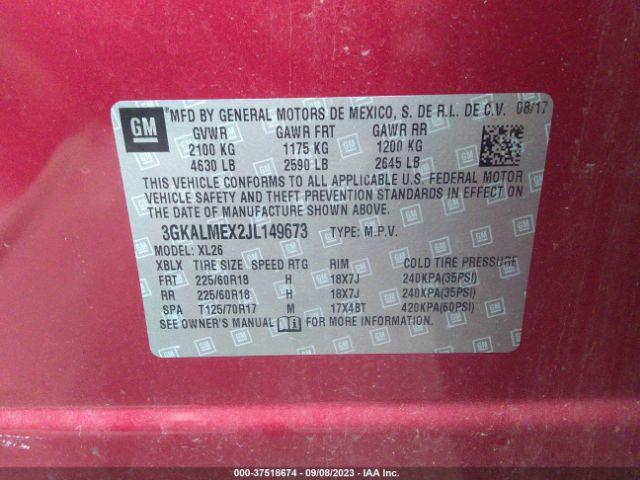 GM
"MFD BY GENERAL MOTORS DE MEXICO, S. DE R.L. DE C.V. 08/17
GVWR GAWR FRT GAWR RR
2100 KG 1175 KG 1200 KG
4630 LB 2590 LB 2645 LB
THIS VEHICLE CONFORMS TO ALL APPLICABLE U.S. FEDERAL MOTOR
VEHICLE SAFETY AND THEFT PREVENTION STANDARDS IN EFFECT ON
THE DATE OF MANUFACTURE SHOWN ABOVE.
3GKALMEX2JL149673 TYPE: M.P.V.
MODEL: XL26
XBLX TIRE SIZE SPEED RTG RIM COLD TIRE PRESSURE
FRT 225/60R18 H 18X7J 240KPA(35PSI)
RR 225/60R18 H 18X7J 240KPA(35PSI)
SPA T125/70R17 M 17X4BT 420KPA(60PSI)
SEE OWNER'S MANUAL FOR MORE INFORMATION.
000-37518674 - 09/08/2023 - IAA Inc.